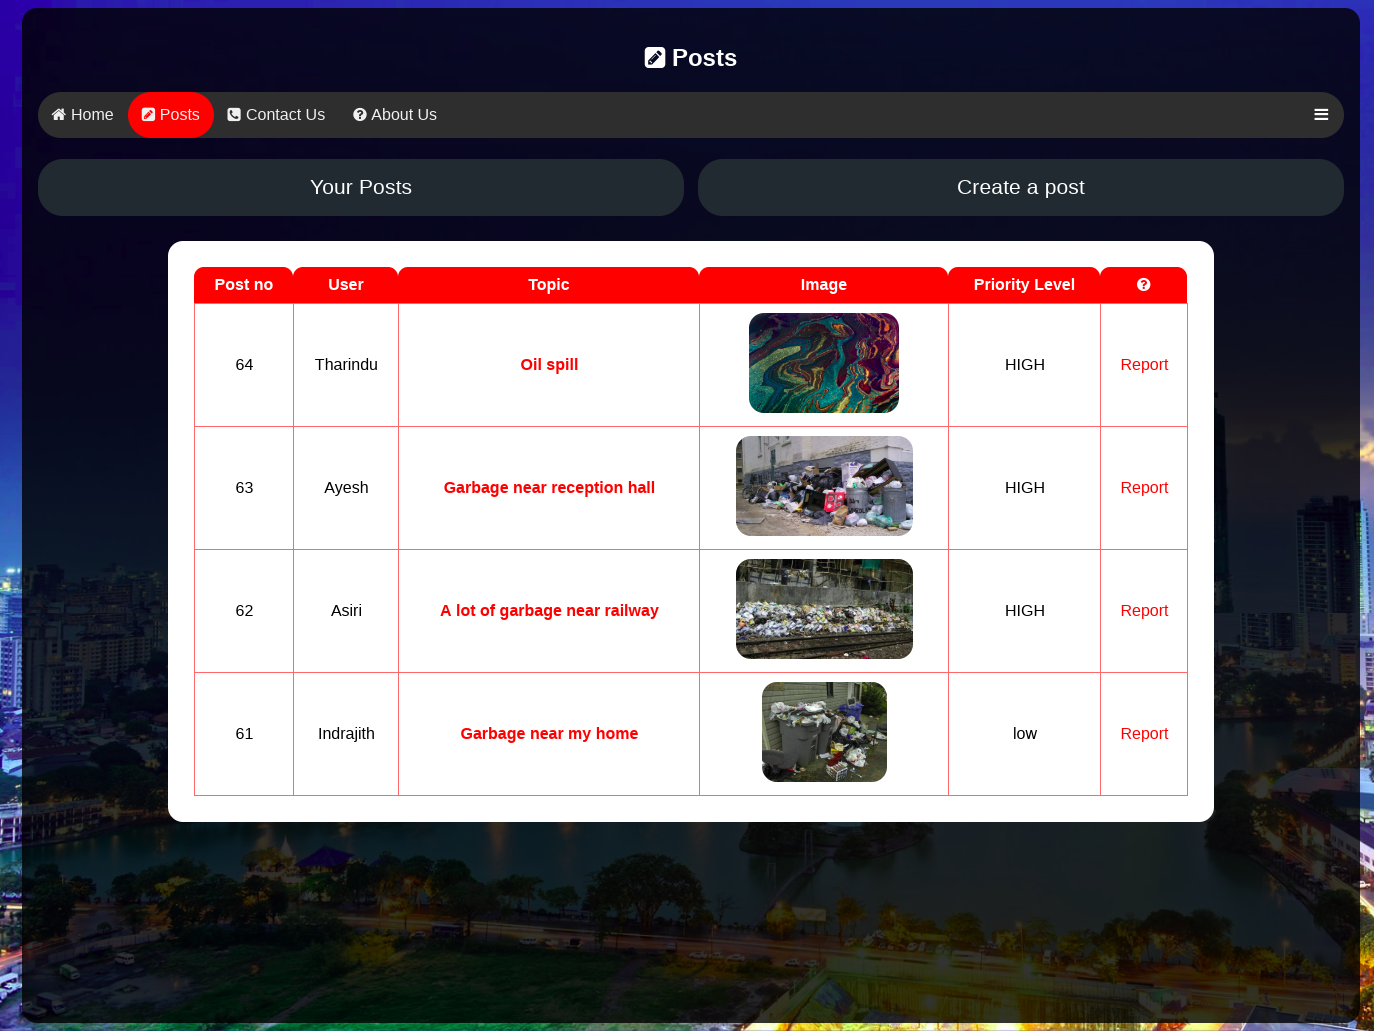 Posts
Home Posts Contact Us About Us
Your Posts Create a post
Post no User Topic Image Priority Level
64 Tharindu Oil spill HIGH Report
63 Ayesh Garbage near reception hall HIGH Report
62 Asiri A lot of garbage near railway HIGH Report
61 Indrajith Garbage near my home low Report